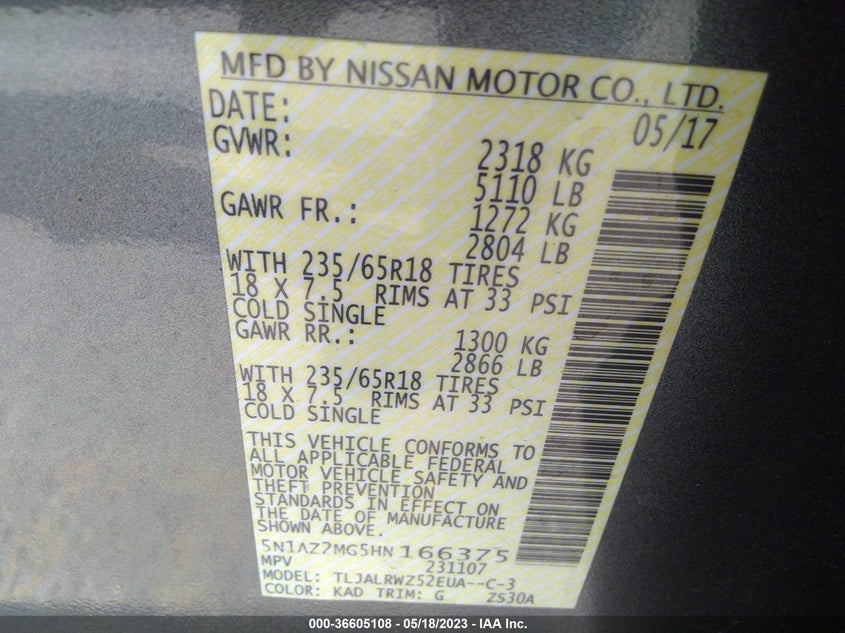 MFD BY NISSAN MOTOR CO., LTD.
DATE: 05/17
GVWR: 2318 KG
5110 LB
GAWR FR.: 1272 KG
2804 LB
WITH 235/65R18 TIRES
18 X 7.5 RIMS AT 33 PSI
COLD SINGLE
GAWR RR.: 1300 KG
2866 LB
WITH 235/65R18 TIRES
18 X 7.5 RIMS AT 33 PSI
COLD SINGLE
THIS VEHICLE CONFORMS TO
ALL APPLICABLE FEDERAL
MOTOR VEHICLE SAFETY AND
THEFT PREVENTION
STANDARDS IN EFFECT ON
THE DATE OF MANUFACTURE
SHOWN ABOVE.
5N1AZ2MG5HN166375
MPV 231107
MODEL: TLJALRWZ52EUA--C-3
COLOR: KAD TRIM: G ZS30A
000-36605108 - 05/18/2023 - IAA Inc.